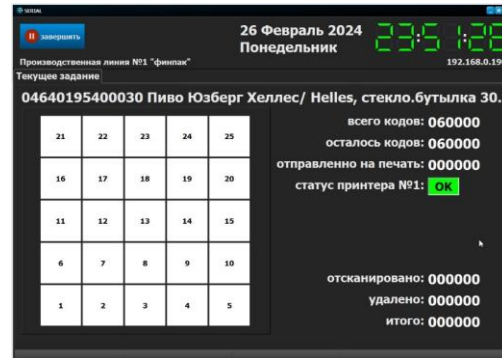 SERIAL
завершить
26 Февраль 2024
Понедельник
23:51:28
Производственная линия №1 "финпак"
192.168.0.19
Текущее задание
04640195400030 Пиво Юзберг Хеллес/ Helles, стекло.бутылка 30.
21 22 23 24 25
16 17 18 19 20
11 12 13 14 15
6 7 8 9 10
1 2 3 4 5
всего кодов: 060000
осталось кодов: 060000
отправленно на печать: 000000
статус принтера №1: OK
отсканировано: 000000
удалено: 000000
итого: 000000